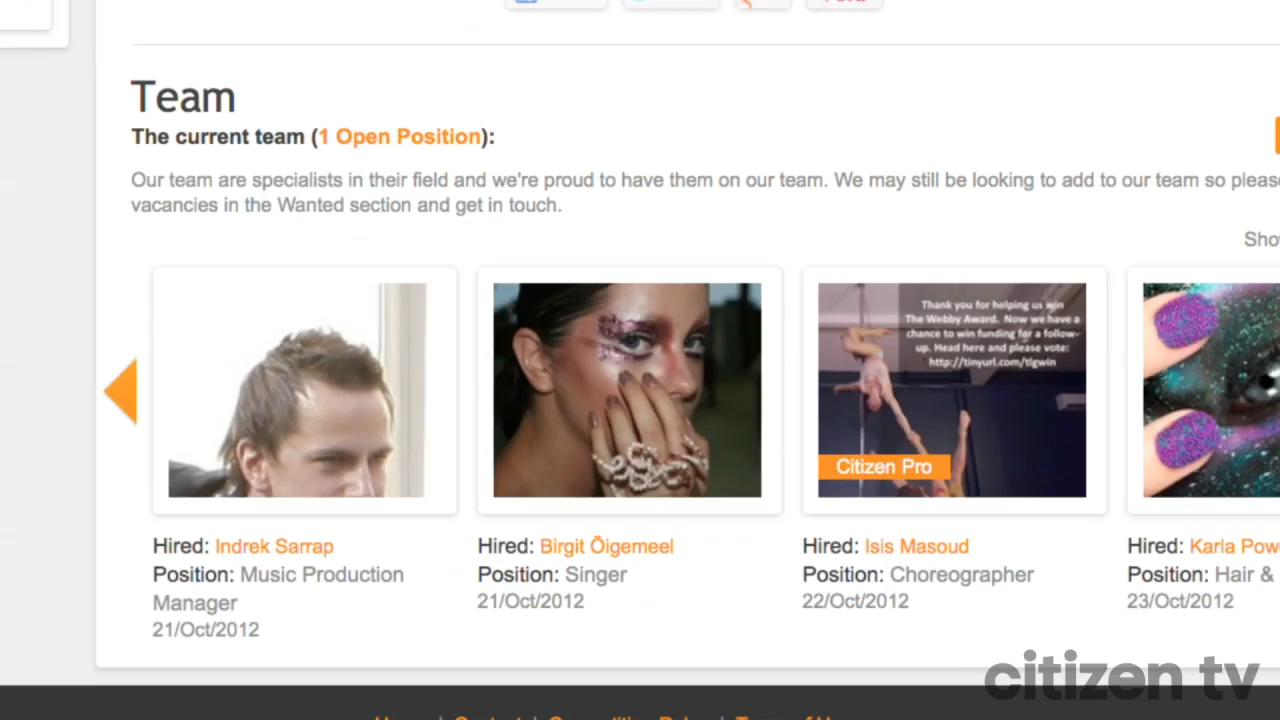 Team
The current team (1 Open Position):
Our team are specialists in their field and we're proud to have them on our team. We may still be looking to add to our team so
vacancies in the Wanted section and get in touch.
Thank you for helping us win
The Webby Award. Now we have a
chance to win funding for a follow-
up. Head here and please vote:
http://tinyurl.com/tlgwin
Citizen Pro
Hired: Indrek Sarrap
Position: Music Production
Manager
21/Oct/2012
Hired: Birgit Õigemeel
Position: Singer
21/Oct/2012
Hired: Isis Masoud
Position: Choreographer
22/Oct/2012
Hired: Karla
Position: Hair &
23/Oct/2012
citizen tv